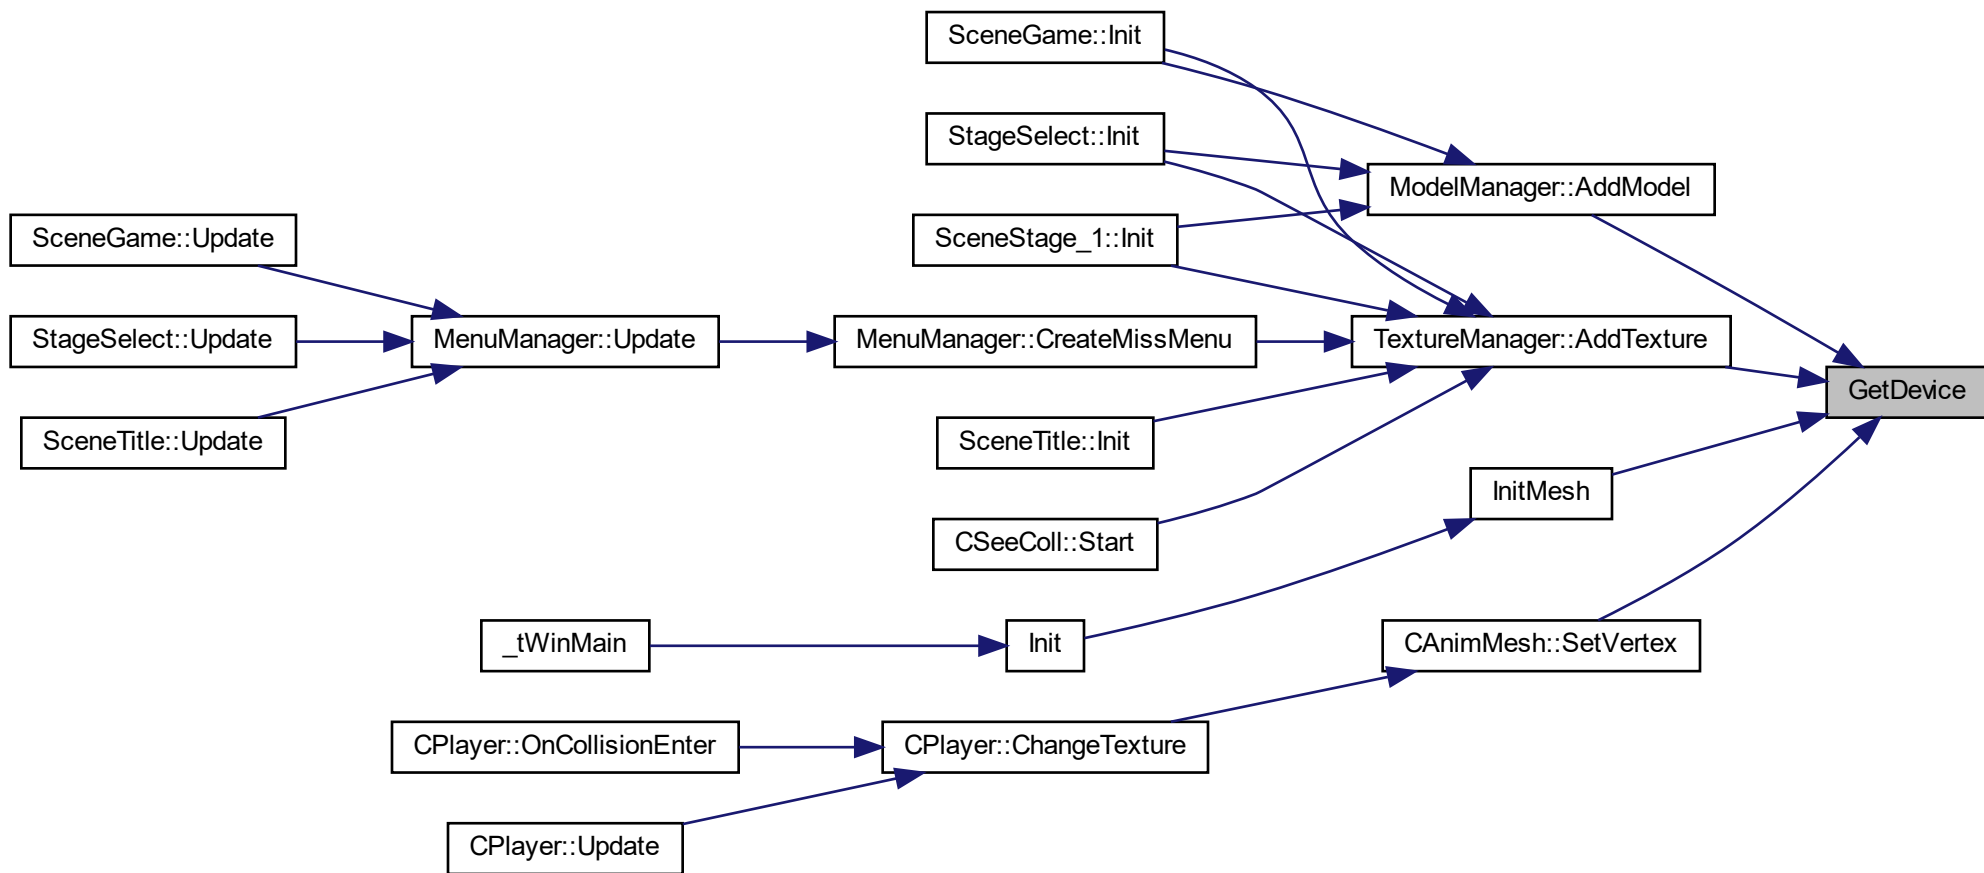 SceneGame::Init
StageSelect::Init
ModelManager::AddModel
SceneGame::Update
SceneStage_1::Init
StageSelect::Update
MenuManager::Update
MenuManager::CreateMissMenu
TextureManager::AddTexture
GetDevice
SceneTitle::Update
SceneTitle::Init
InitMesh
CSeeColl::Start
_tWinMain
Init
CAnimMesh::SetVertex
CPlayer::OnCollisionEnter
CPlayer::ChangeTexture
CPlayer::Update